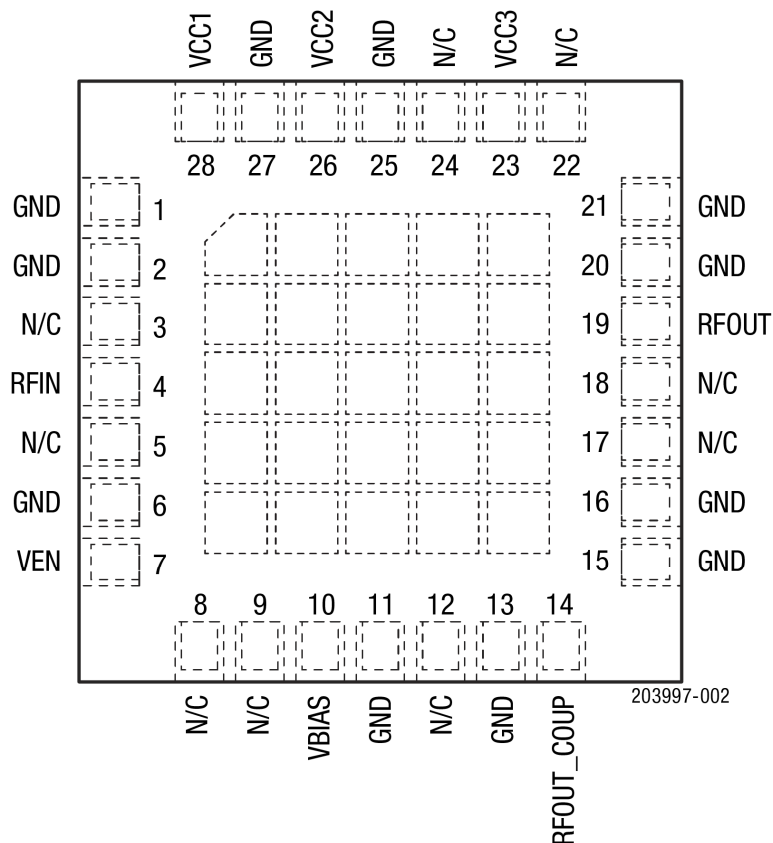 VCC1 GND VCC2 GND N/C VCC3 N/C
28 27 26 25 24 23 22
GND 1 21 GND
GND 2 20 GND
N/C 3 19 RFOUT
RFIN 4 18 N/C
N/C 5 17 N/C
GND 6 16 GND
VEN 7 15 GND
8 9 10 11 12 13 14
N/C N/C VBIAS GND N/C GND RFOUT_COUP
203997-002